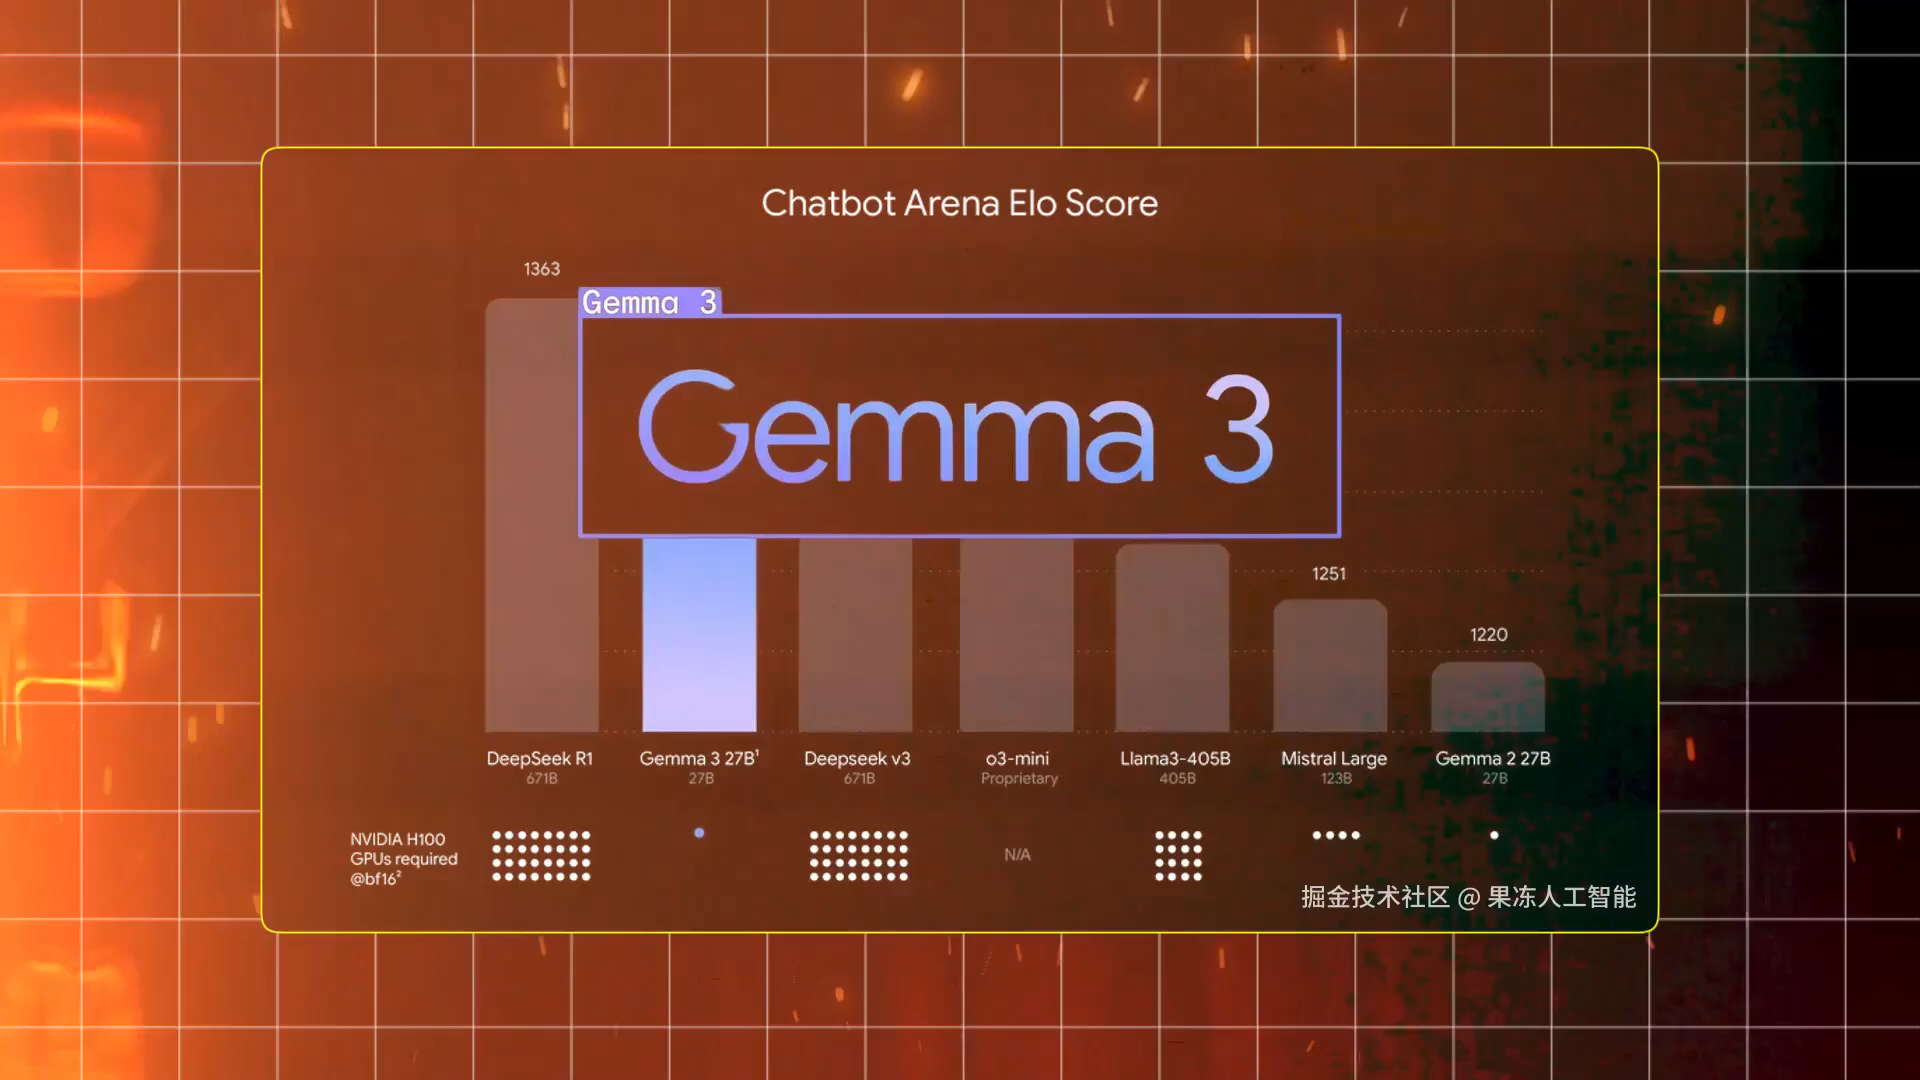 Chatbot Arena Elo Score
1363
Gemma 3
Gemma 3
1251
1220
DeepSeek R1
671B
Gemma 3 27B¹
27B
Deepseek v3
671B
o3-mini
Proprietary
Llama3-405B
405B
Mistral Large
123B
Gemma 2 27B
27B
NVIDIA H100
GPUs required
@bf16²
N/A
掘金技术社区 @ 果冻人工智能